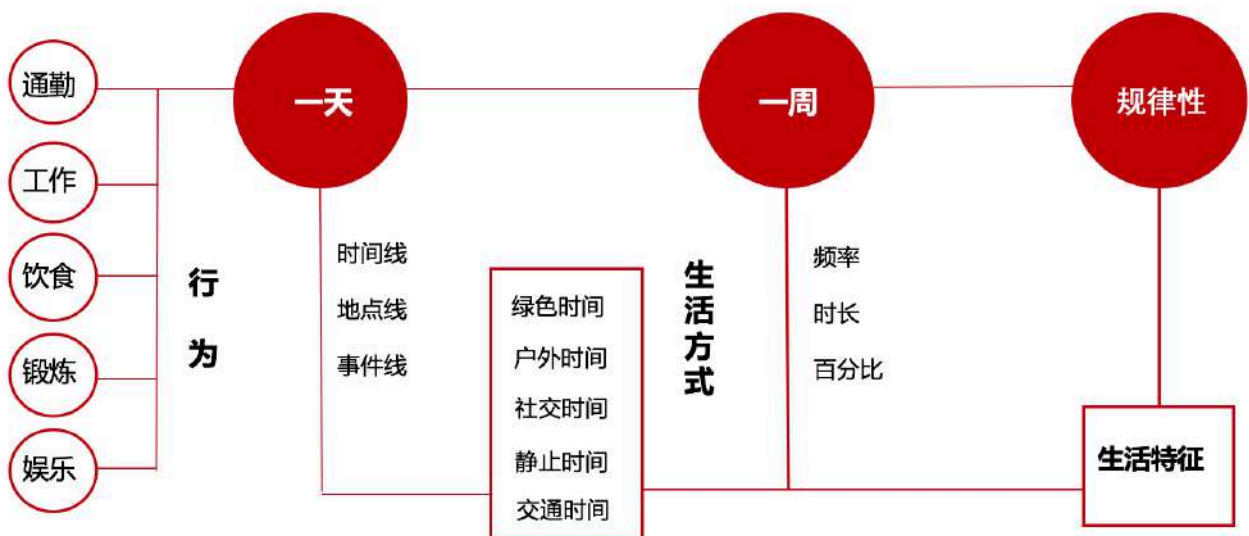 通勤
工作
饮食
锻炼
娱乐
行为
一天
时间线
地点线
事件线
绿色时间
户外时间
社交时间
静止时间
交通时间
生活方式
一周
频率
时长
百分比
规律性
生活特征